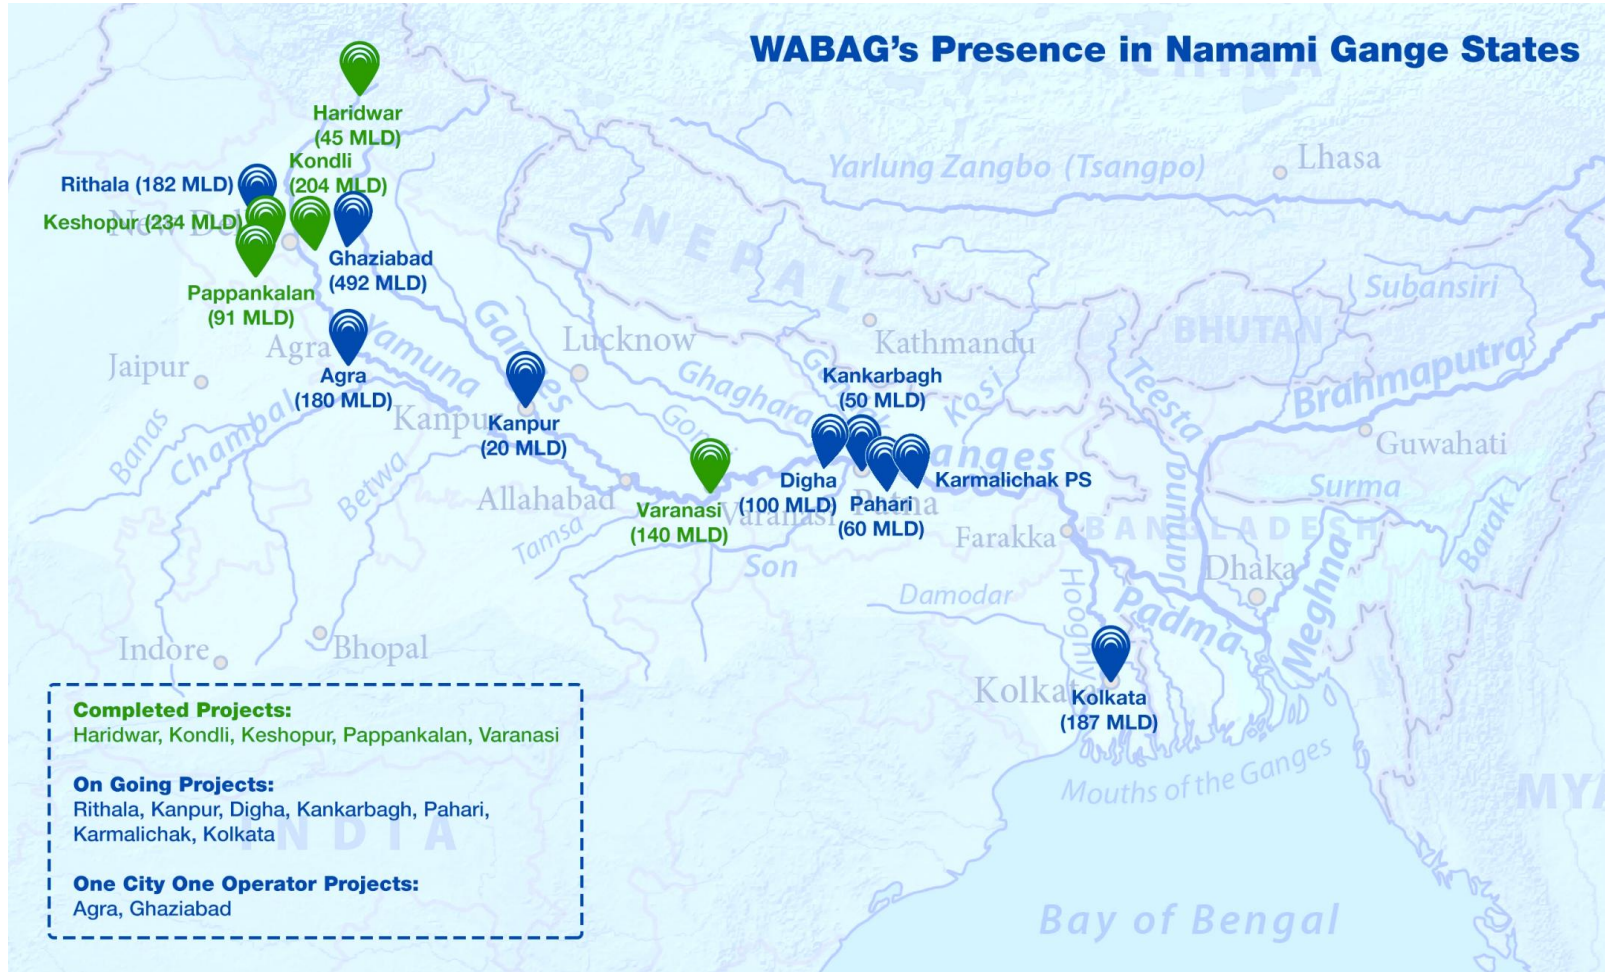 WABAG's Presence in Namami Gange States
CHINA
Haridwar
(45 MLD)
Kondli
(204 MLD)
Rithala (182 MLD)
Keshopur (234 MLD)
Ghaziabad
(492 MLD)
Pappankalan
(91 MLD)
Yarlung Zangbo (Tsangpo)
Lhasa
NEPAL
Subansiri
BHUTAN
Brahmaputra
Kathmandu
Ganges
Lucknow
Yamuna
Agra
Agra
(180 MLD)
Jaipur
Chambal
Banas
Kanpur
Kanpur
(20 MLD)
Ghaghara
Kosi
Teesta
Kankarbagh
(50 MLD)
Guwahati
Betwa
Allahabad
Varanasi
(140 MLD)
Varanasi
Digha
(100 MLD)
Pahari
(60 MLD)
Patna
Ganges
Karmalichak PS
Surma
Barak
Tamsa
Son
Farakka
BANGLADESH
Jamuna
Dhaka
Meghna
Damodar
Hooghly
Padma
Indore
Bhopal
Kolkata
Kolkata
(187 MLD)
Mouths of the Ganges
Bay of Bengal
INDIA
Completed Projects:
Haridwar, Kondli, Keshopur, Pappankalan, Varanasi
On Going Projects:
Rithala, Kanpur, Digha, Kankarbagh, Pahari,
Karmalichak, Kolkata
One City One Operator Projects:
Agra, Ghaziabad